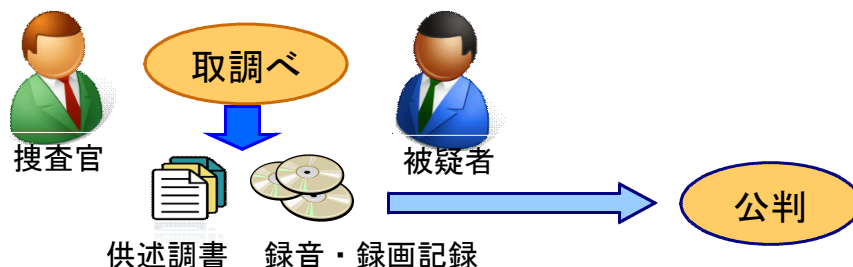 取調べ
捜査官
被疑者
公判
供述調書
録音・録画記録